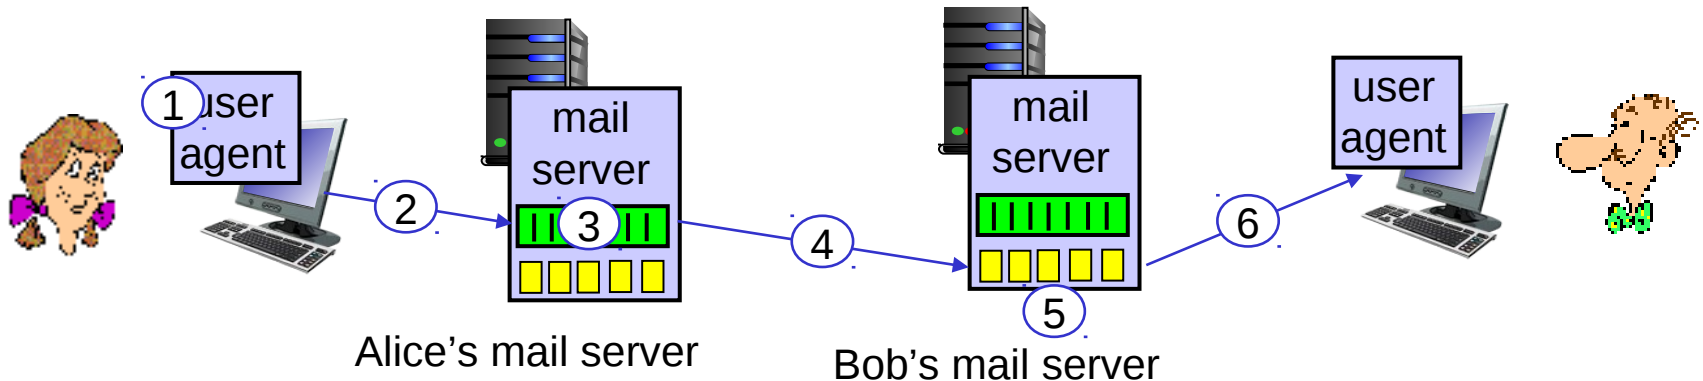 1
user
agent
2
mail
server
3
Alice's mail server
4
mail
server
5
Bob's mail server
6
user
agent